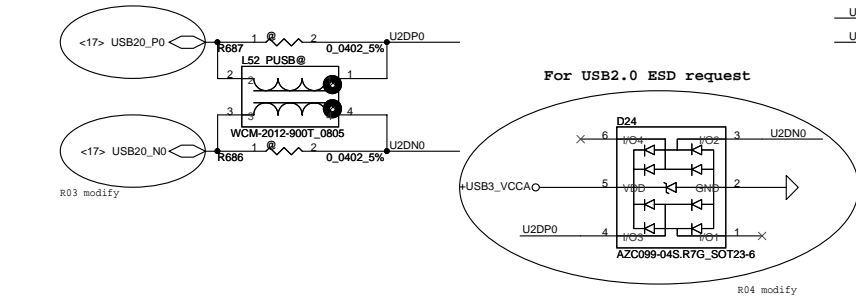 U
U
<17> USB20_P0
R687
1 @ 2
0_0402_5%
U2DP0
L52 PUSB@
2 2 1
3 3 4
WCM-2012-900T_0805
<17> USB20_N0
R686
1 @ 2
0_0402_5%
U2DN0
R03 modify
For USB2.0 ESD request
D24
6 I/O4 I/O2 3 U2DN0
+USB3_VCCA 5 VDD GND 2
U2DP0 4 I/O3 I/O1 1
AZC099-04S.R7G_SOT23-6
R04 modify